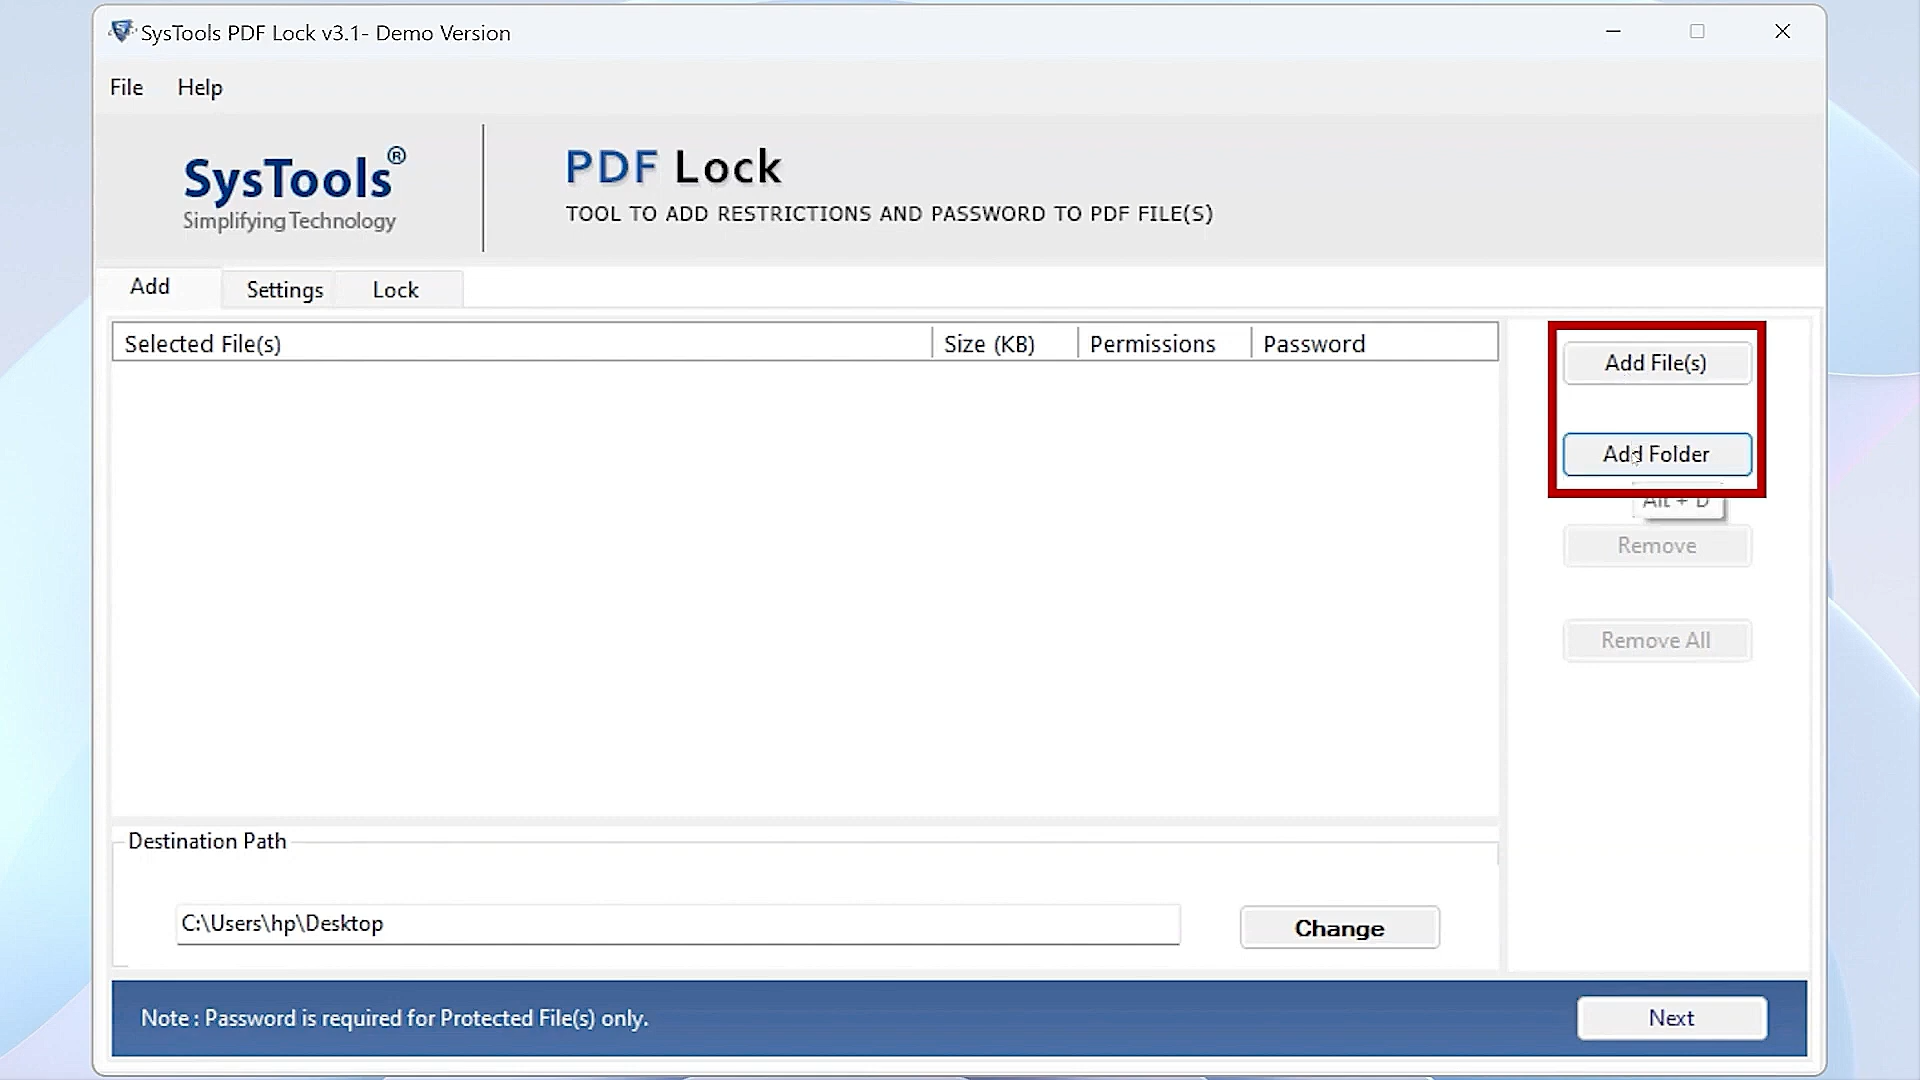 SysTools PDF Lock v3.1- Demo Version
File Help
SysTools®
Simplifying Technology
PDF Lock
TOOL TO ADD RESTRICTIONS AND PASSWORD TO PDF FILE(S)
Add Settings Lock
Selected File(s) Size (KB) Permissions Password
Add File(s)
Add Folder
Alt + D
Remove
Remove All
Destination Path
C:\Users\hp\Desktop
Change
Note : Password is required for Protected File(s) only.
Next